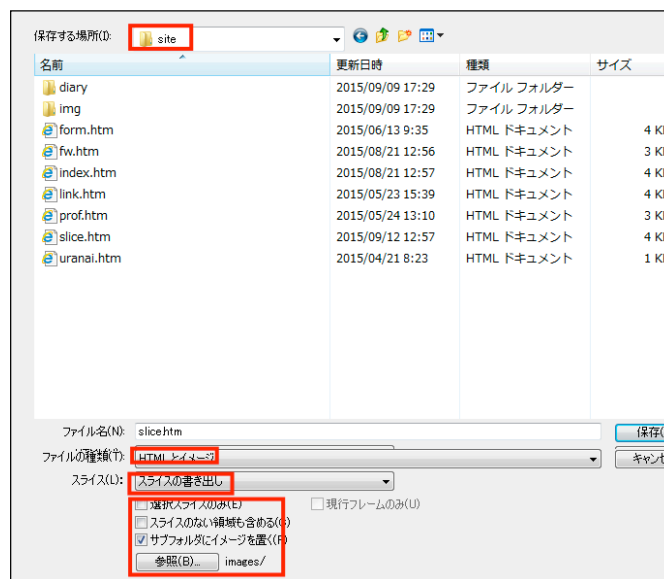 保存する場所(I): site
名前 更新日時 種類 サイズ
diary 2015/09/09 17:29 ファイル フォルダー
img 2015/09/09 17:29 ファイル フォルダー
form.htm 2015/06/13 9:35 HTML ドキュメント 4 K
fw.htm 2015/08/21 12:56 HTML ドキュメント 3 K
index.htm 2015/08/21 12:57 HTML ドキュメント 4 K
link.htm 2015/05/23 15:39 HTML ドキュメント 4 K
prof.htm 2015/05/24 13:10 HTML ドキュメント 3 K
slice.htm 2015/09/12 12:57 HTML ドキュメント 4 K
uranai.htm 2015/04/21 8:23 HTML ドキュメント 1 K
ファイル名(N): slice.htm 保存(
ファイルの種類(T): HTML とイメージ キャンセ
スライス(L): スライスの書き出し
選択スライスのみ(E) 現行フレームのみ(U)
スライスのない領域も含める(G)
サブフォルダにイメージを置く(F)
参照(B)... images/